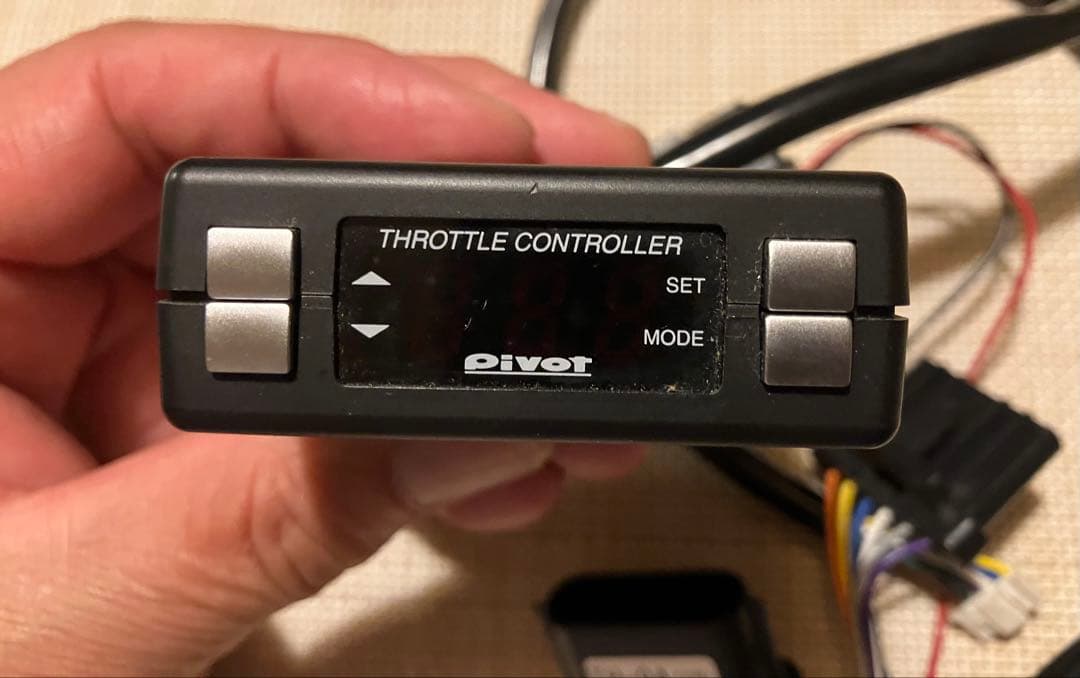 THROTTLE CONTROLLER
SET
MODE
Pivot